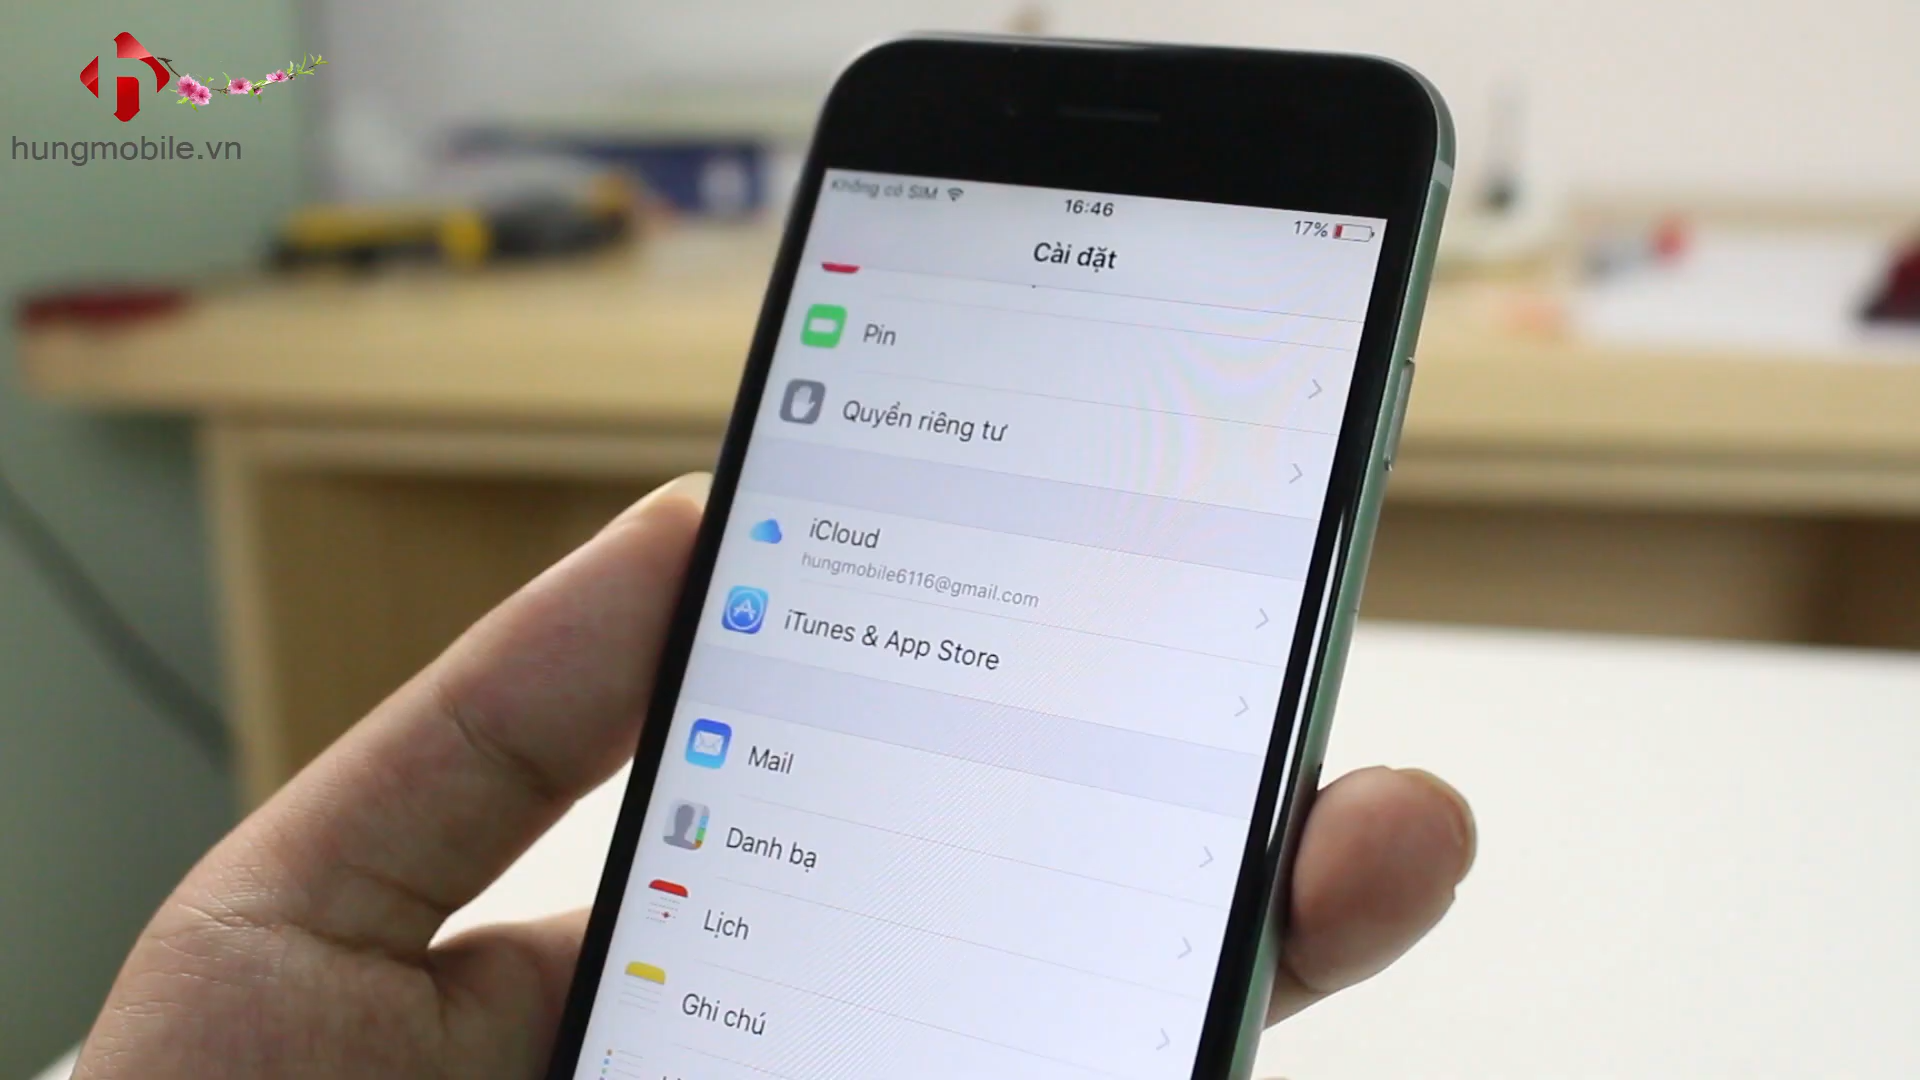 hungmobile.vn
Không có SIM
16:46
17%
Cài đặt
Pin
Quyền riêng tư
iCloud
hungmobile6116@gmail.com
iTunes & App Store
Mail
Danh bạ
Lịch
Ghi chú